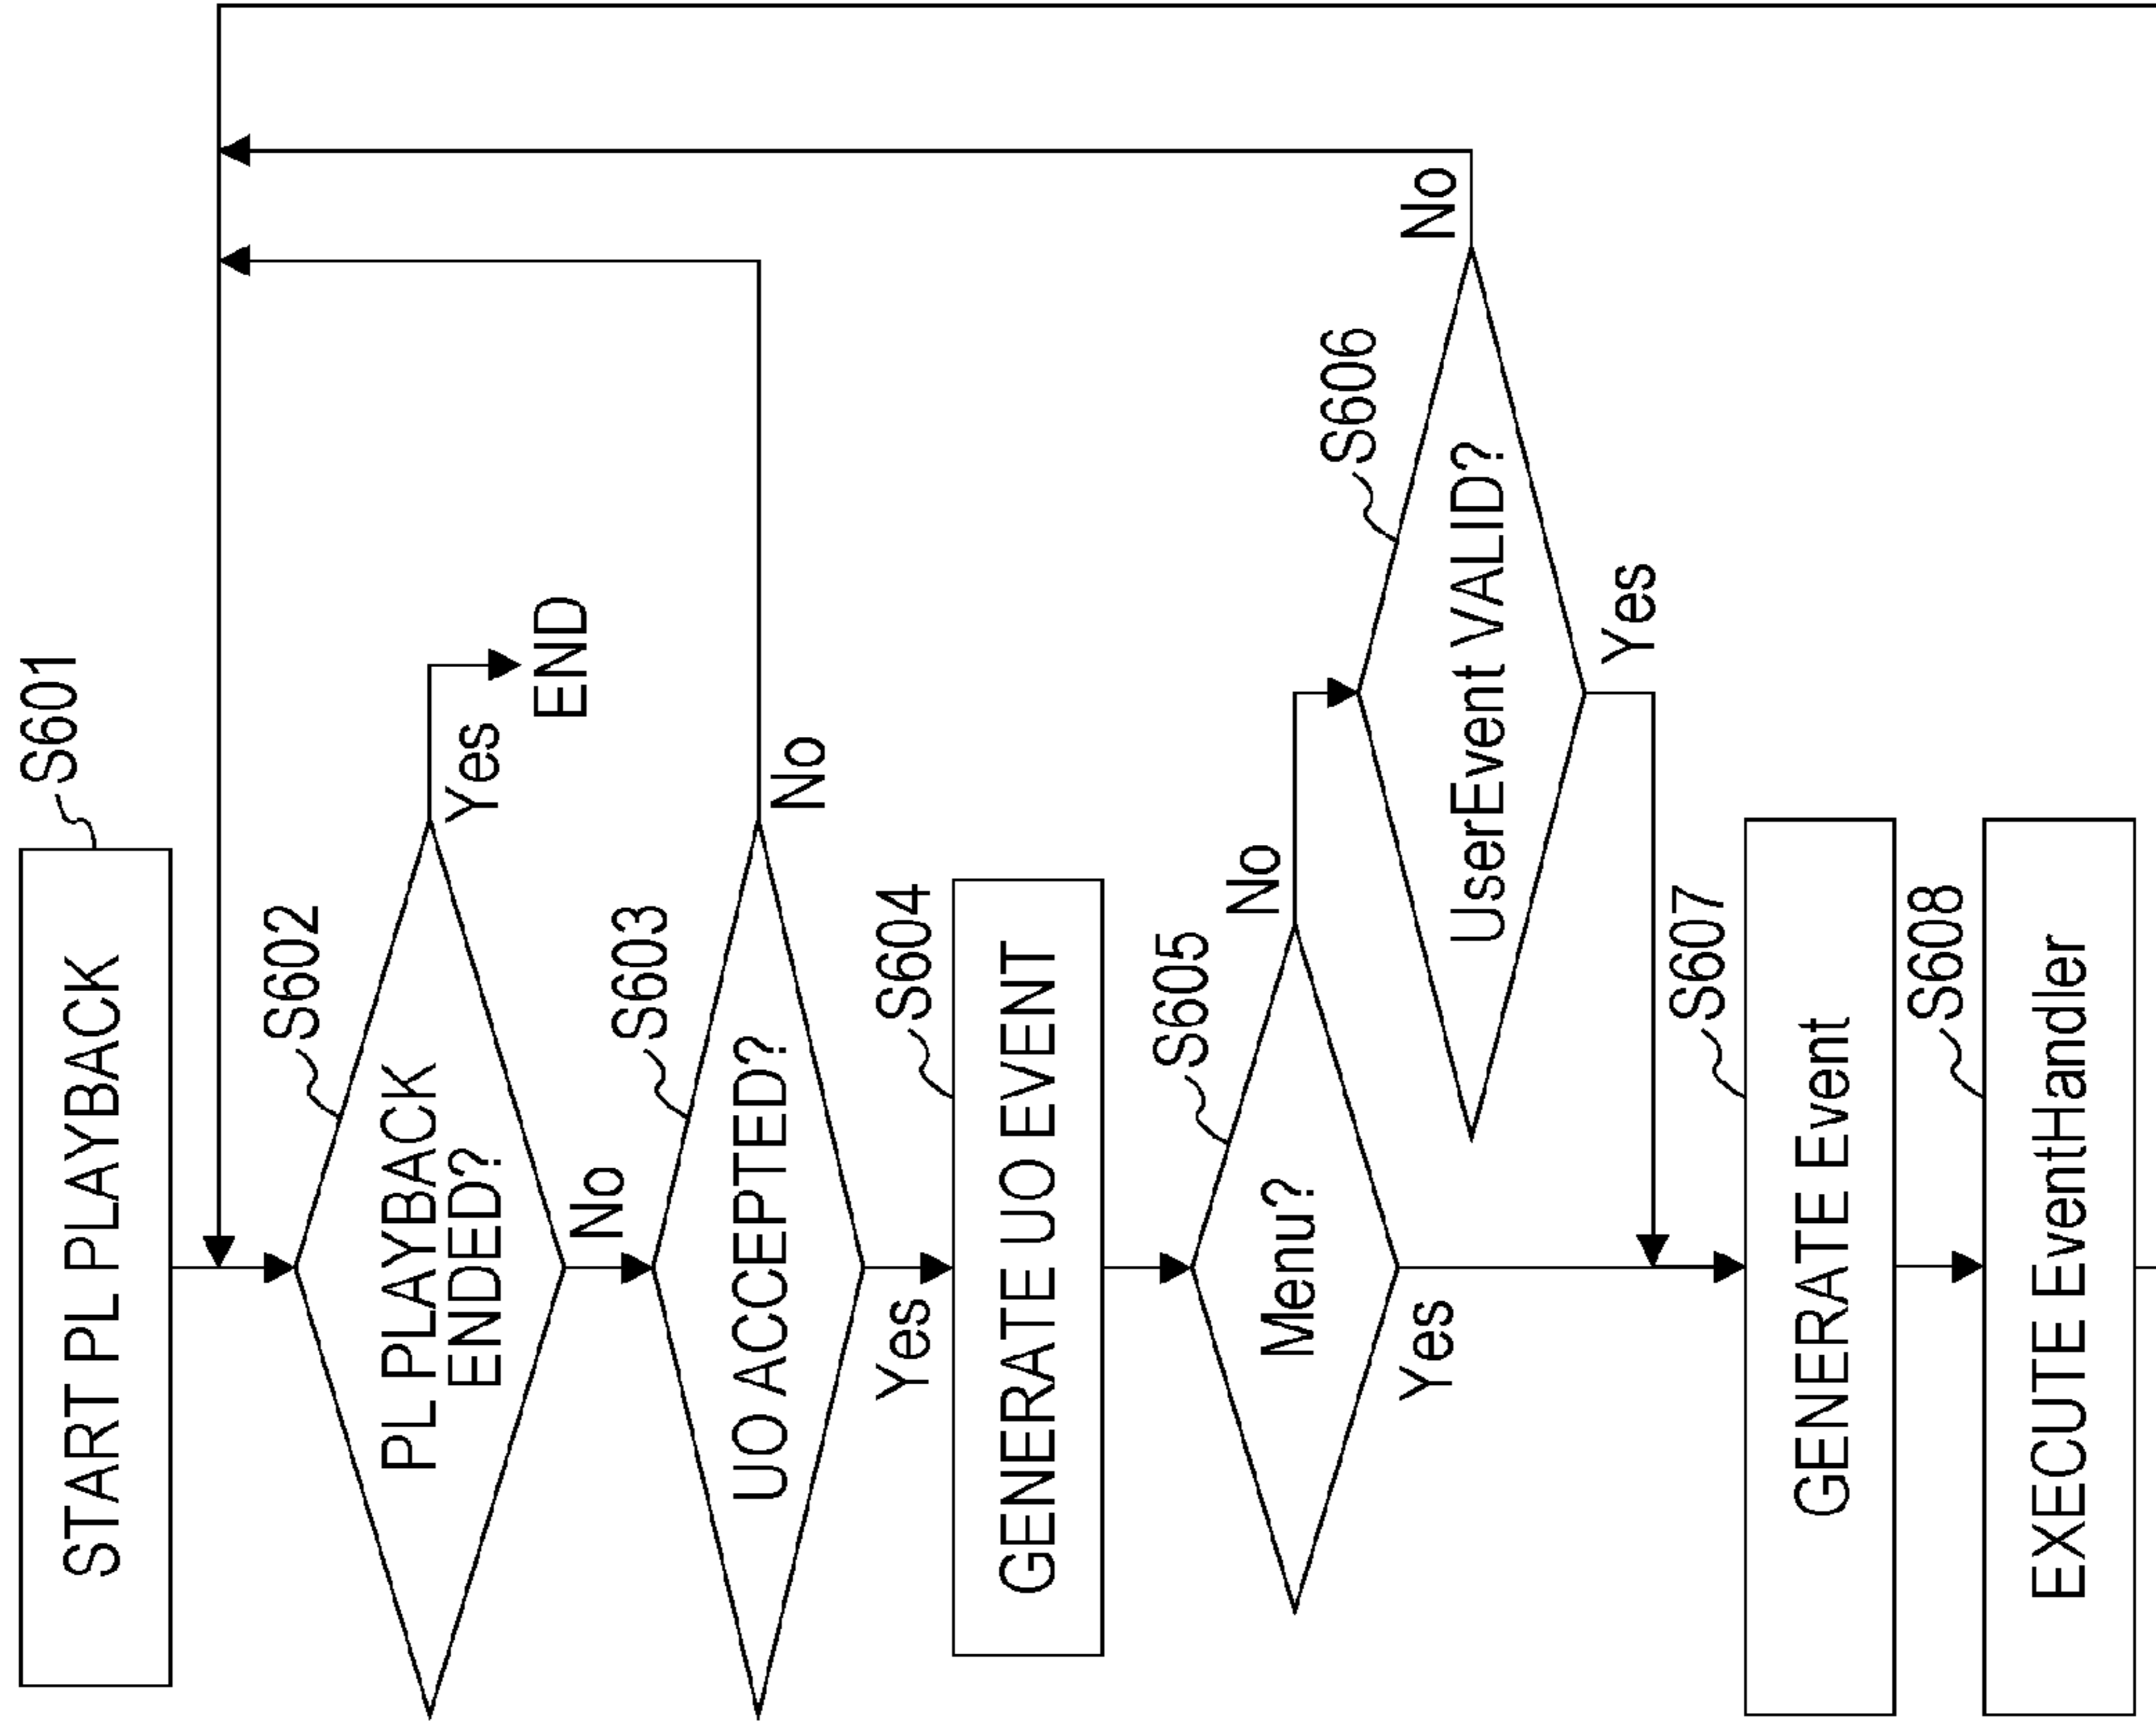 START PL PLAYBACK
S601
PL PLAYBACK
ENDED?
S602
Yes
END
No
UO ACCEPTED?
S603
No
Yes
GENERATE UO EVENT
S604
Menu?
S605
No
Yes
UserEvent VALID?
S606
No
Yes
GENERATE Event
S607
EXECUTE EventHandler
S608